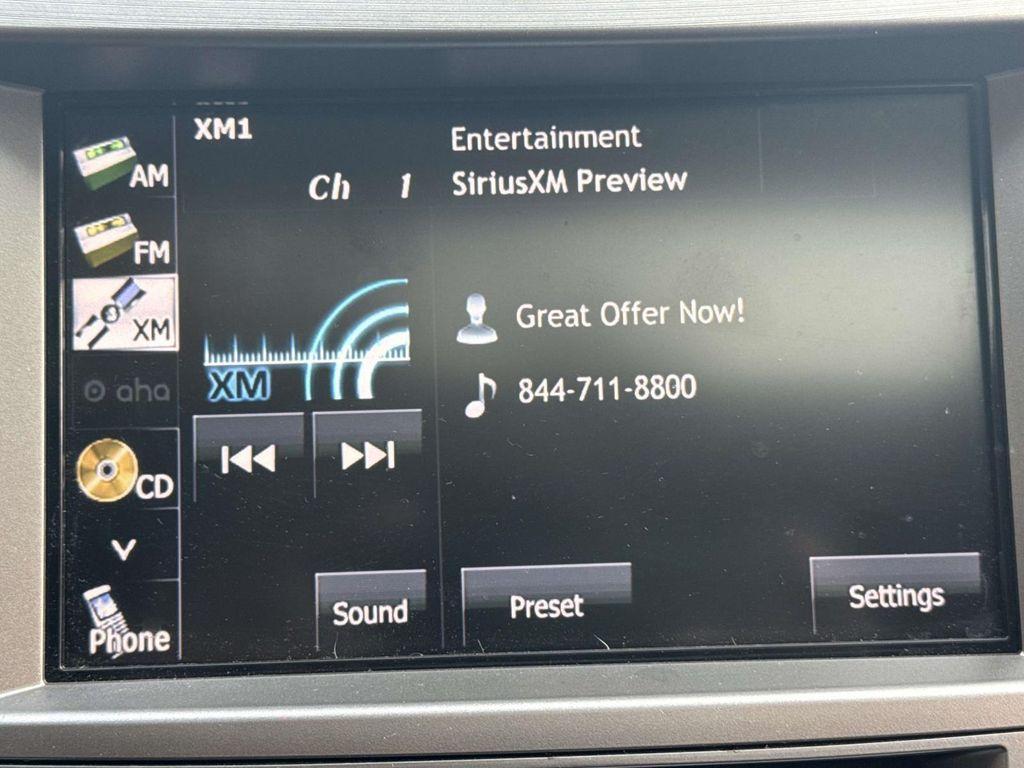 AM
FM
XM
aha
CD
Phone
XM1
Ch 1
Entertainment
SiriusXM Preview
XM
Great Offer Now!
844-711-8800
Sound
Preset
Settings